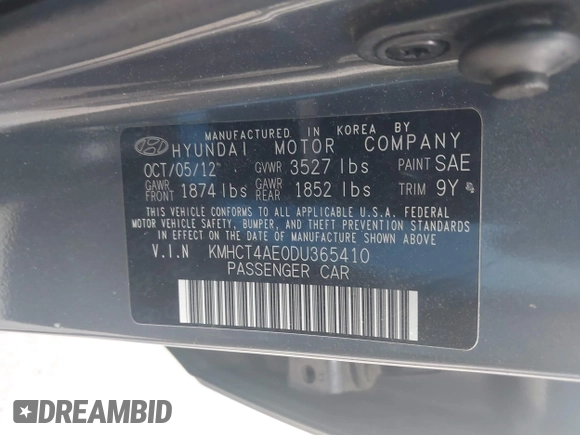 MANUFACTURED IN KOREA BY
HYUNDAI MOTOR COMPANY
OCT/05/12 GVWR 3527 lbs PAINT SAE
GAWR FRONT 1874 lbs GAWR REAR 1852 lbs TRIM 9Y
THIS VEHICLE CONFORMS TO ALL APPLICABLE U.S.A. FEDERAL
MOTOR VEHICLE SAFETY, BUMPER, AND THEFT PREVENTION STANDARDS
IN EFFECT ON THE DATE OF MANUFACTURE SHOWN ABOVE.
V.I.N KMHCT4AE0DU365410
PASSENGER CAR
DREAMBID